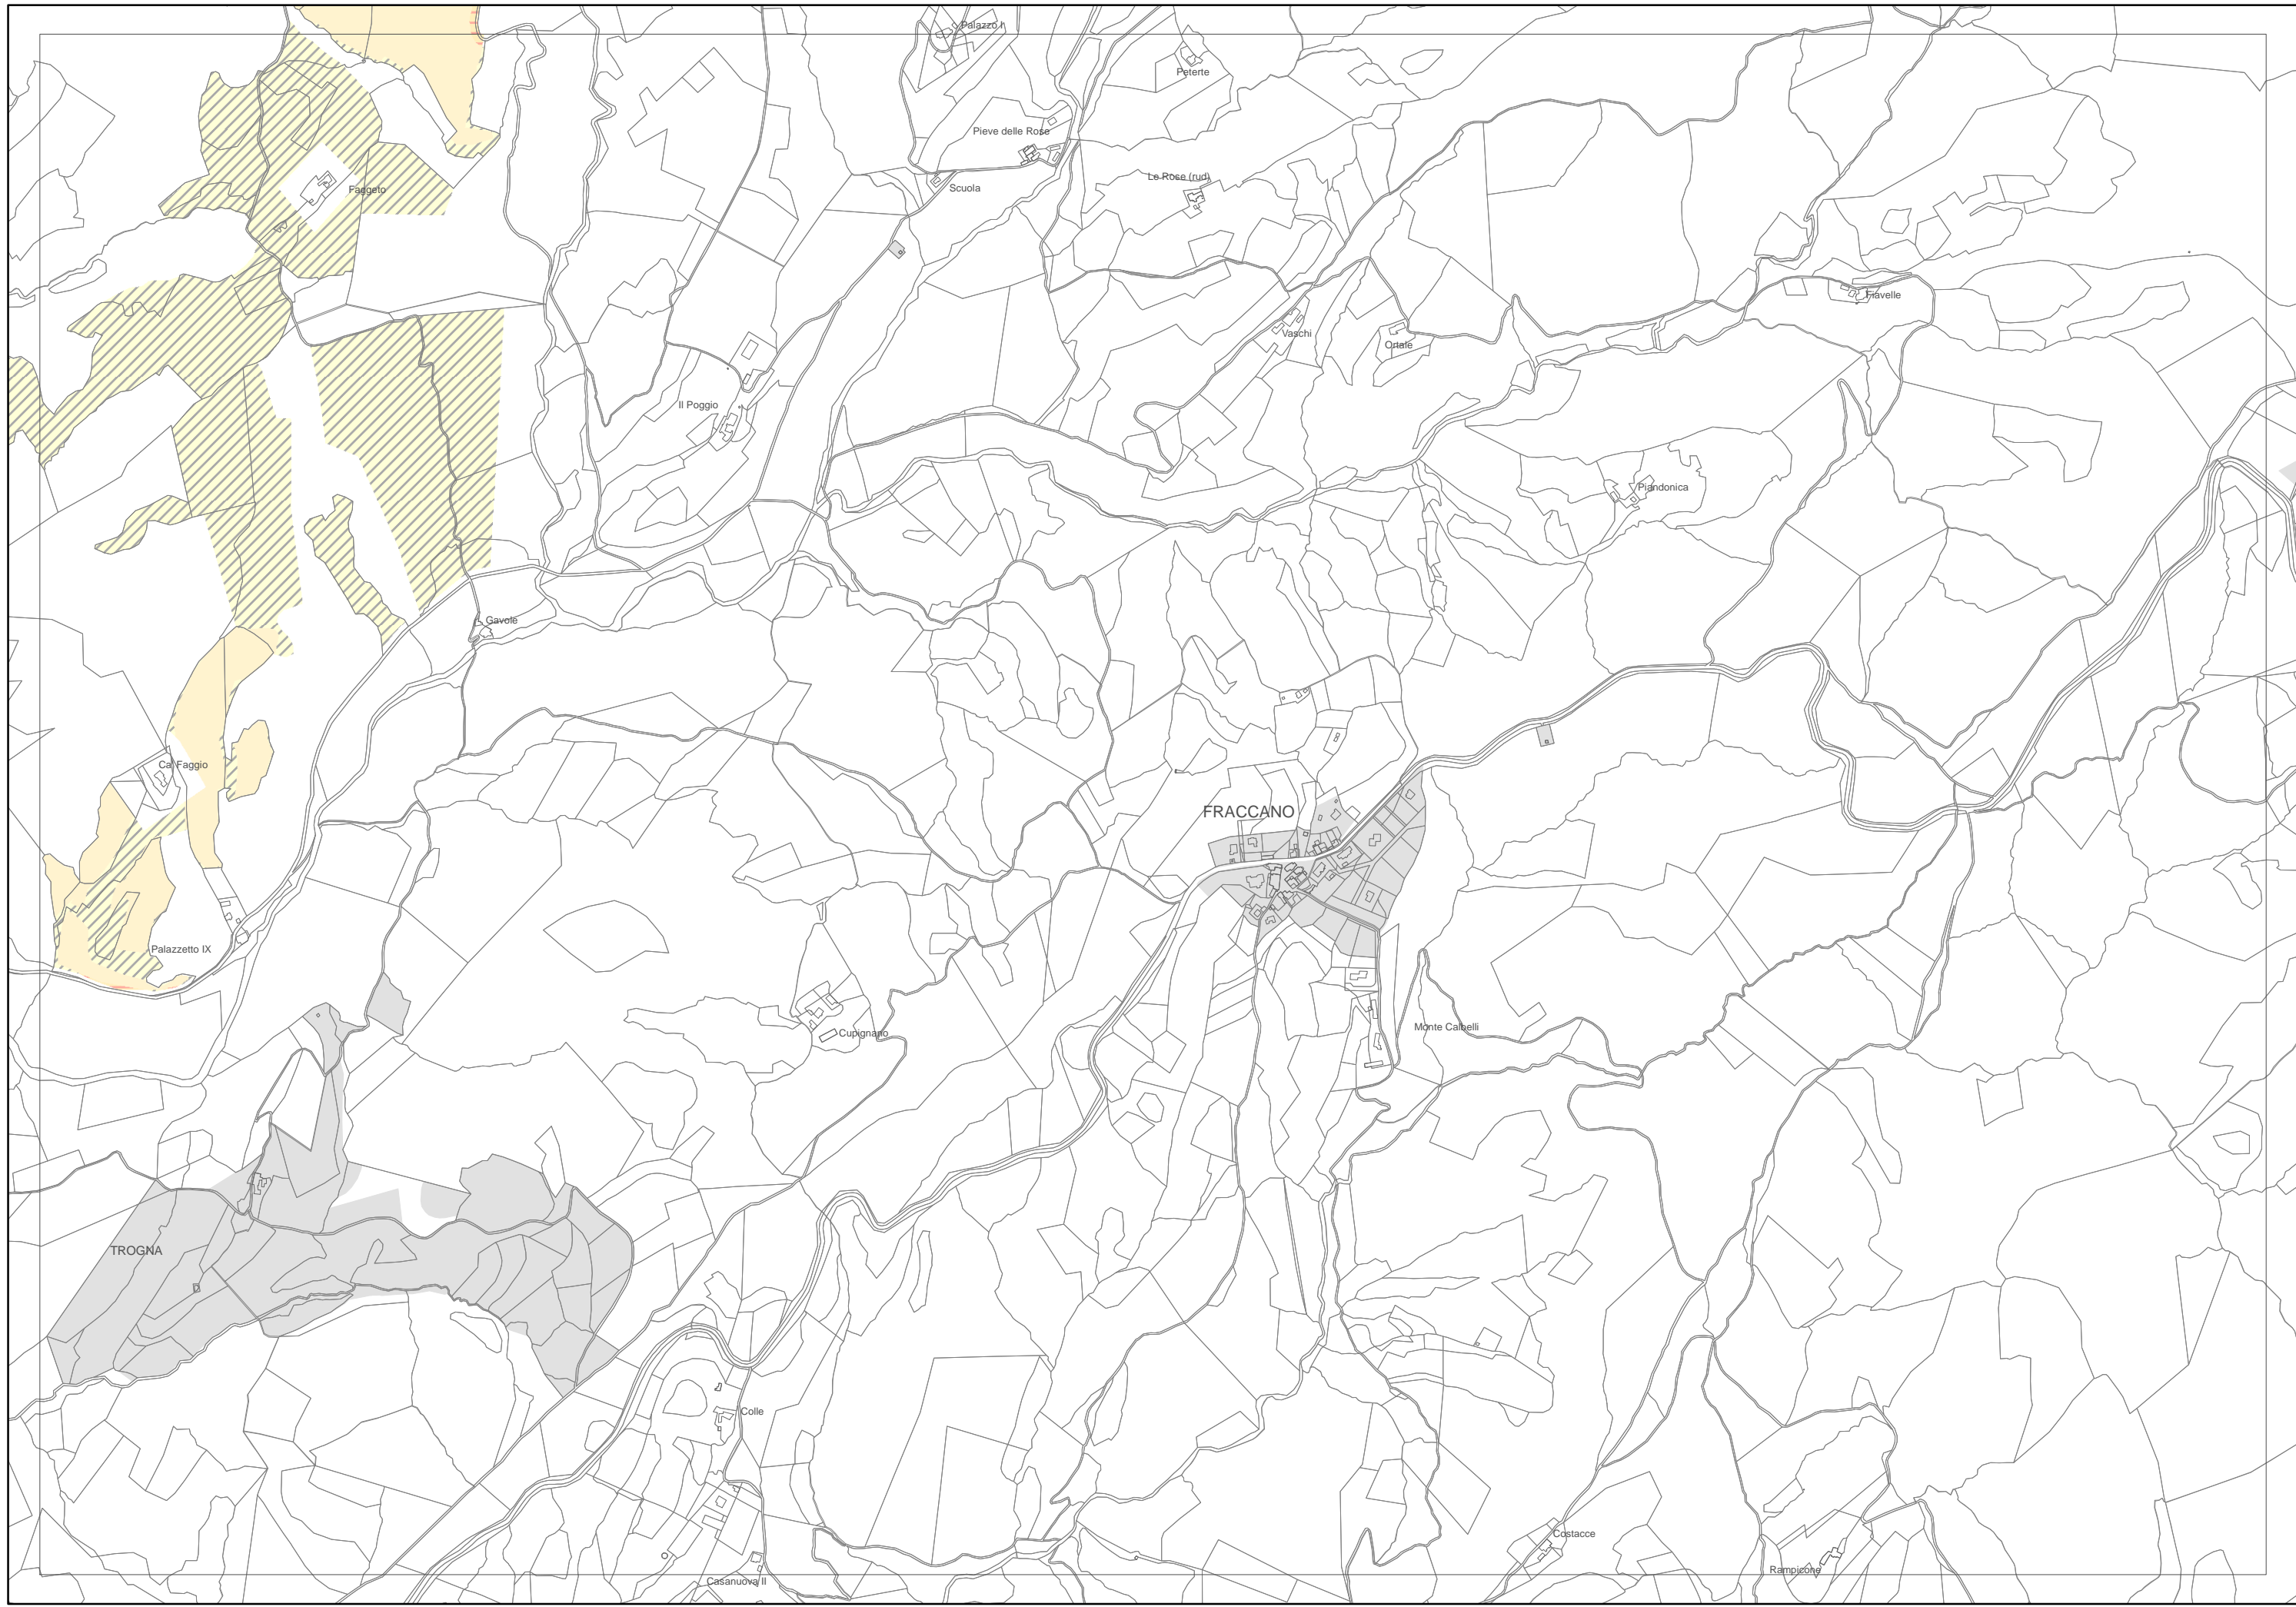 Palazzo I
Peterte
Pieve delle Rose
Le Rose (rud)
Scuola
Faggeto
Fiavelle
Vaschi
Ortale
Il Poggio
Piandonica
Gavole
Ca' Faggio
FRACCANO
Palazzetto IX
Monte Calbelli
Cupignano
TROGNA
Colle
Costacce
Rampicone
Casanuova II